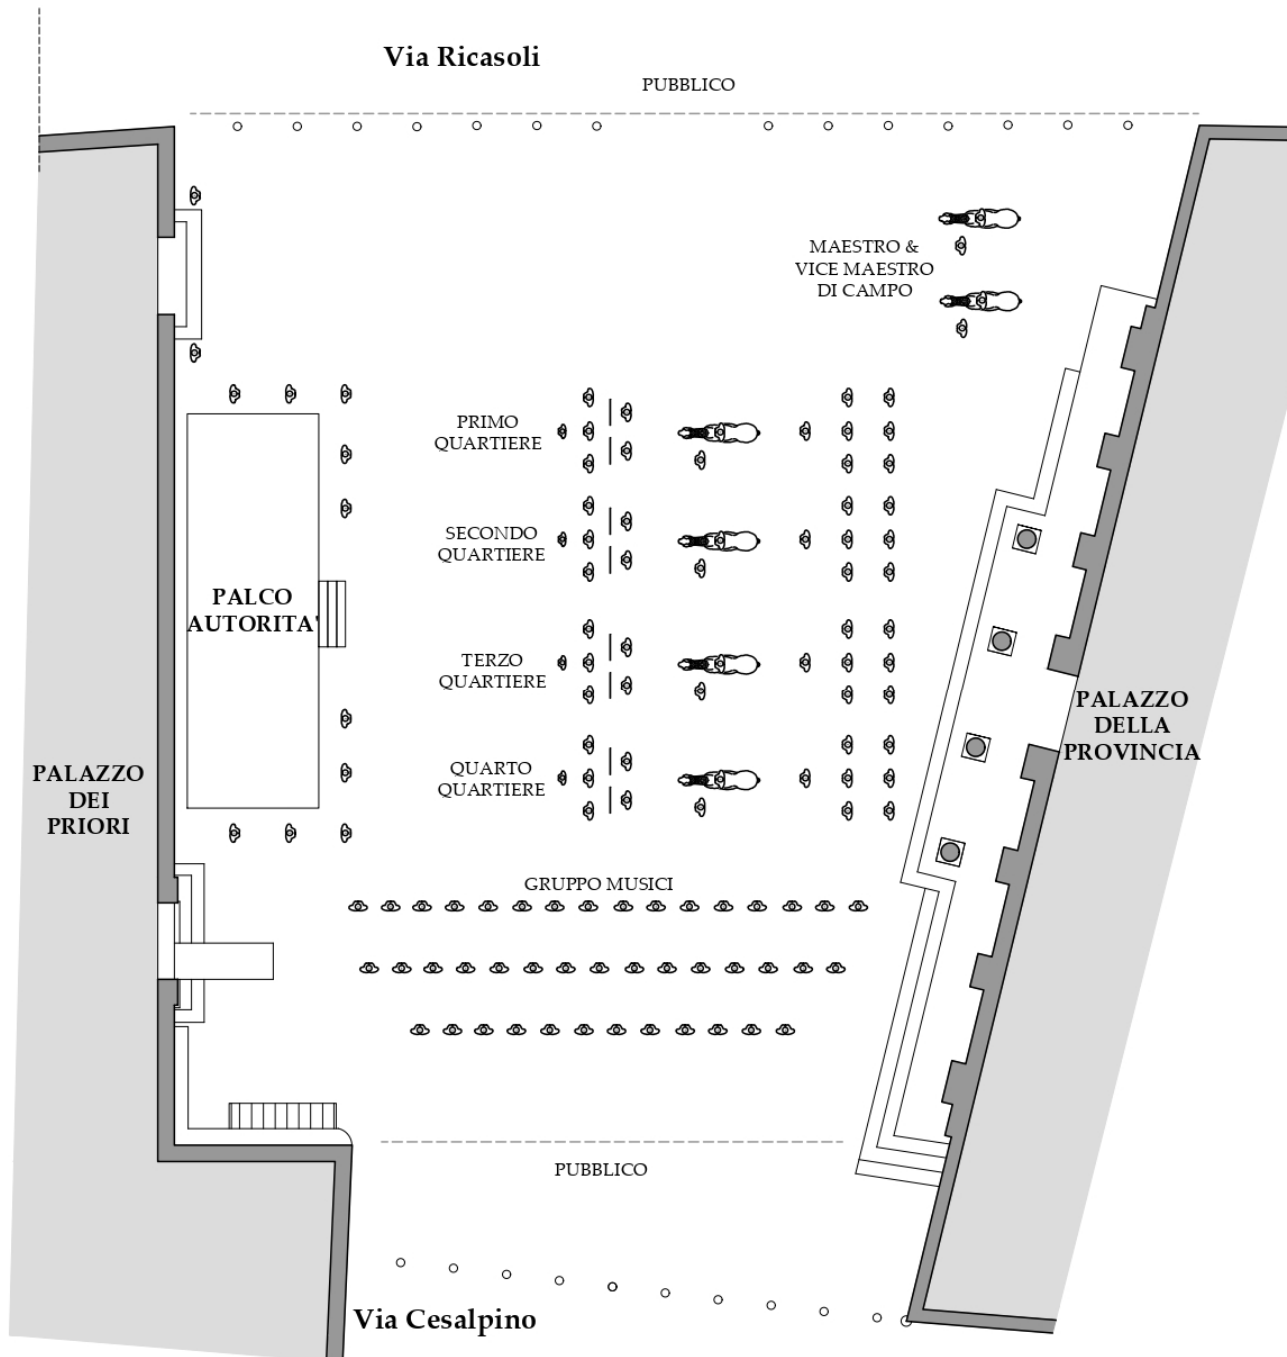 Via Ricasoli
PUBBLICO
MAESTRO &
VICE MAESTRO
DI CAMPO
PRIMO
QUARTIERE
SECONDO
QUARTIERE
PALCO
AUTORITA'
TERZO
QUARTIERE
PALAZZO
DELLA
PROVINCIA
PALAZZO
DEI
PRIORI
QUARTO
QUARTIERE
GRUPPO MUSICI
PUBBLICO
Via Cesalpino